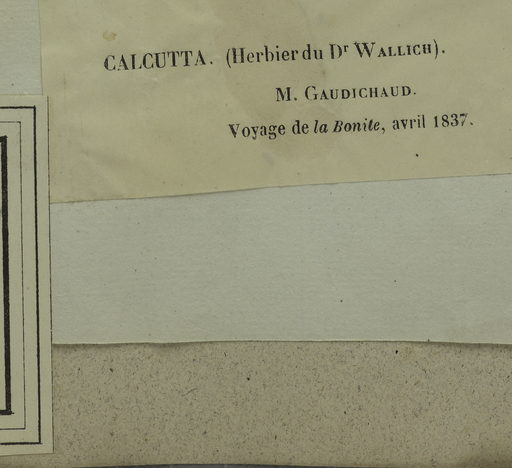 CALCUTTA. (Herbier du Dr WALLICH).
M. GAUDICHAUD.
Voyage de la Bonite, avril 1837.